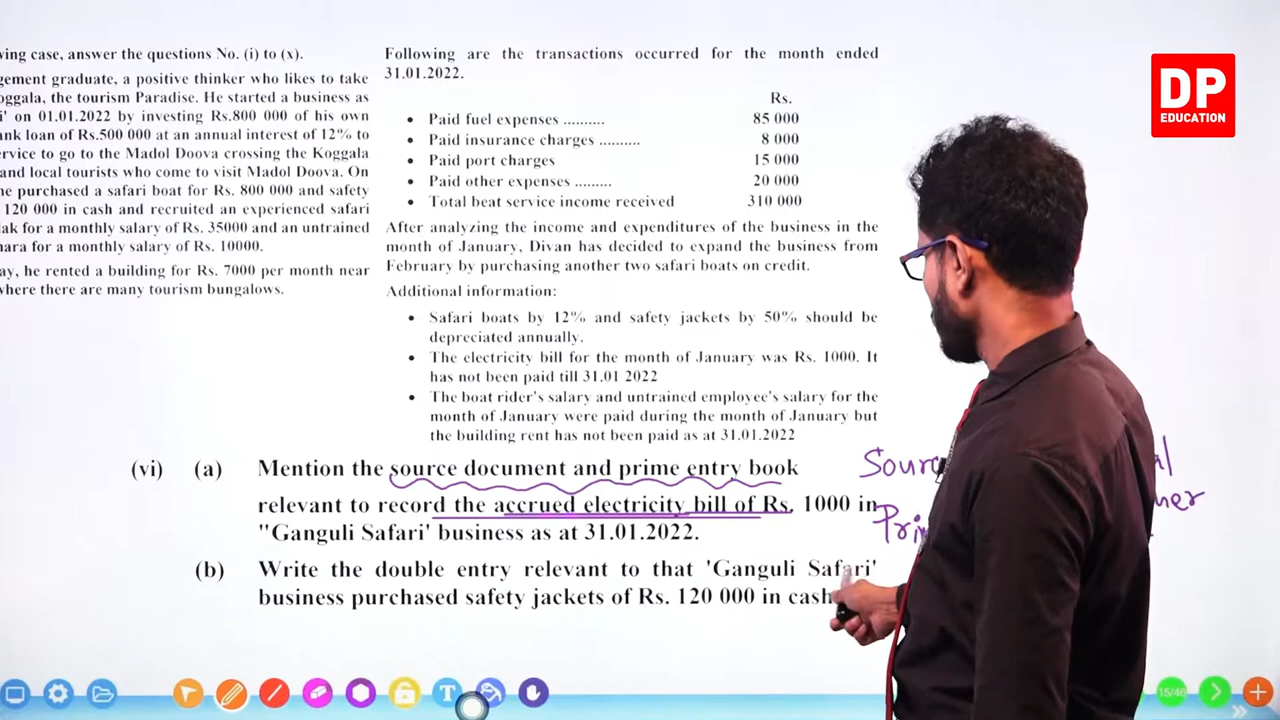 ving case, answer the questions No. (i) to (x).
gement graduate, a positive thinker who likes to take
oggala, the tourism Paradise. He started a business as
i' on 01.01.2022 by investing Rs.800 000 of his own
nk loan of Rs.500 000 at an annual interest of 12% to
ervice to go to the Madol Doova crossing the Koggala
and local tourists who come to visit Madol Doova. On
ne purchased a safari boat for Rs. 800 000 and safety
120 000 in cash and recruited an experienced safari
lak for a monthly salary of Rs. 35000 and an untrained
nara for a monthly salary of Rs. 10000.
ay, he rented a building for Rs. 7000 per month near
where there are many tourism bungalows.
Following are the transactions occurred for the month ended
31.01.2022.
Rs.
• Paid fuel expenses .......... 85 000
• Paid insurance charges .......... 8 000
• Paid port charges 15 000
• Paid other expenses ......... 20 000
• Total beat service income received 310 000
After analyzing the income and expenditures of the business in the
month of January, Divan has decided to expand the business from
February by purchasing another two safari boats on credit.
Additional information:
• Safari boats by 12% and safety jackets by 50% should be
depreciated annually.
• The electricity bill for the month of January was Rs. 1000. It
has not been paid till 31.01 2022
• The boat rider's salary and untrained employee's salary for the
month of January were paid during the month of January but
the building rent has not been paid as at 31.01.2022
(vi) (a) Mention the source document and prime entry book
relevant to record the accrued electricity bill of Rs. 1000 in
"Ganguli Safari' business as at 31.01.2022.
(b) Write the double entry relevant to that 'Ganguli Safari'
business purchased safety jackets of Rs. 120 000 in cash
DP
EDUCATION
T
15/46